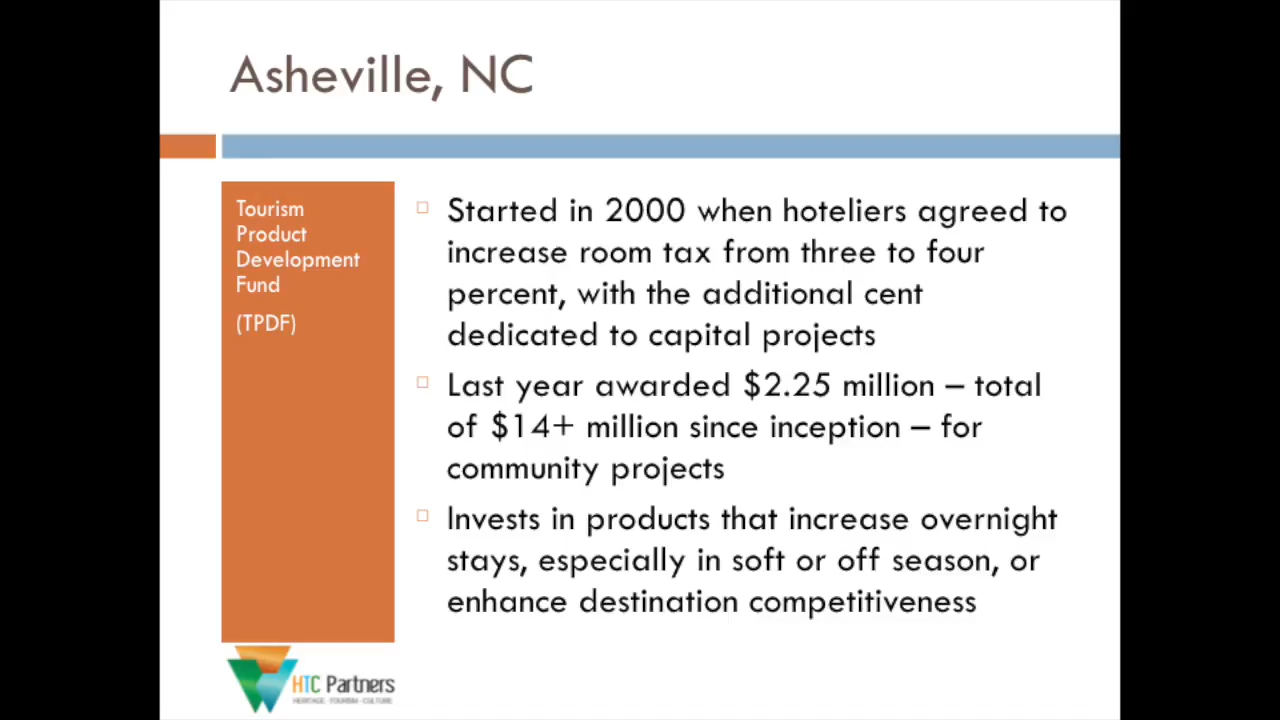 Asheville, NC
Tourism
Product
Development
Fund
(TPDF)
□ Started in 2000 when hoteliers agreed to
increase room tax from three to four
percent, with the additional cent
dedicated to capital projects
□ Last year awarded $2.25 million – total
of $14+ million since inception – for
community projects
□ Invests in products that increase overnight
stays, especially in soft or off season, or
enhance destination competitiveness
HTC Partners
HERITAGE · TOURISM · CULTURE